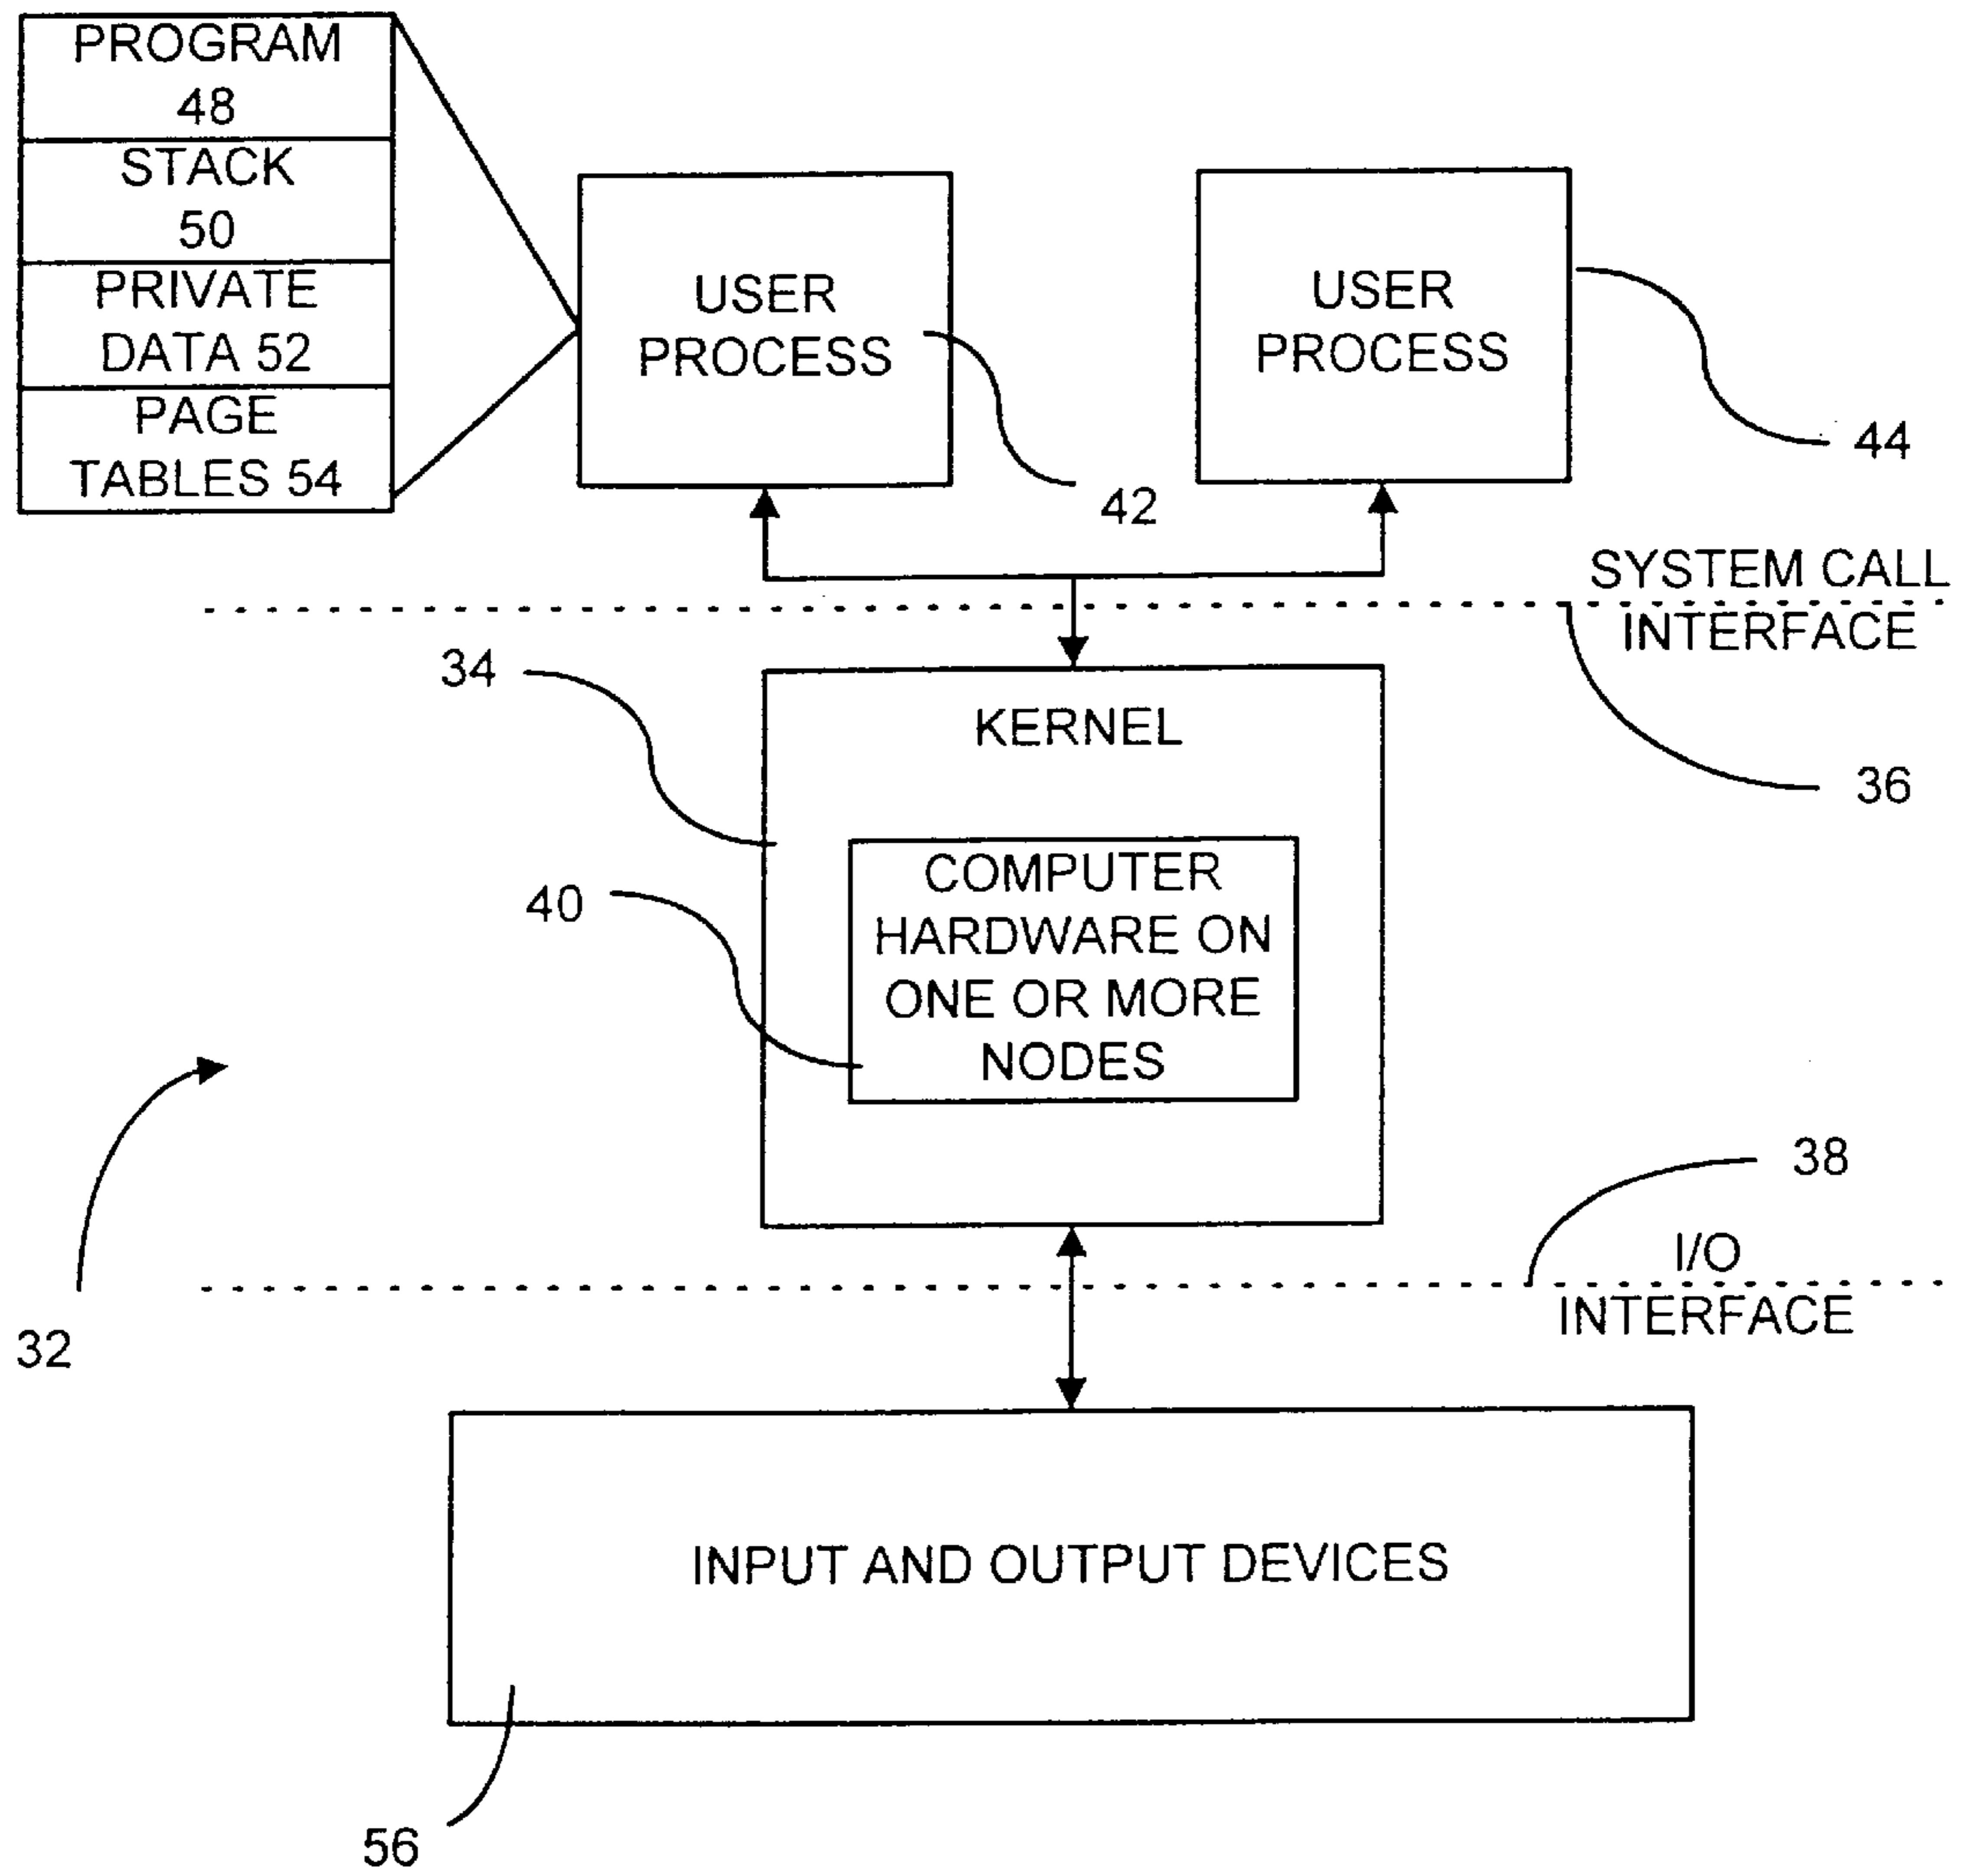 PROGRAM
48
STACK
50
PRIVATE
DATA 52
PAGE
TABLES 54
USER
PROCESS
42
USER
PROCESS
44
SYSTEM CALL
INTERFACE
36
34
KERNEL
40
COMPUTER
HARDWARE ON
ONE OR MORE
NODES
38
I/O
INTERFACE
32
INPUT AND OUTPUT DEVICES
56